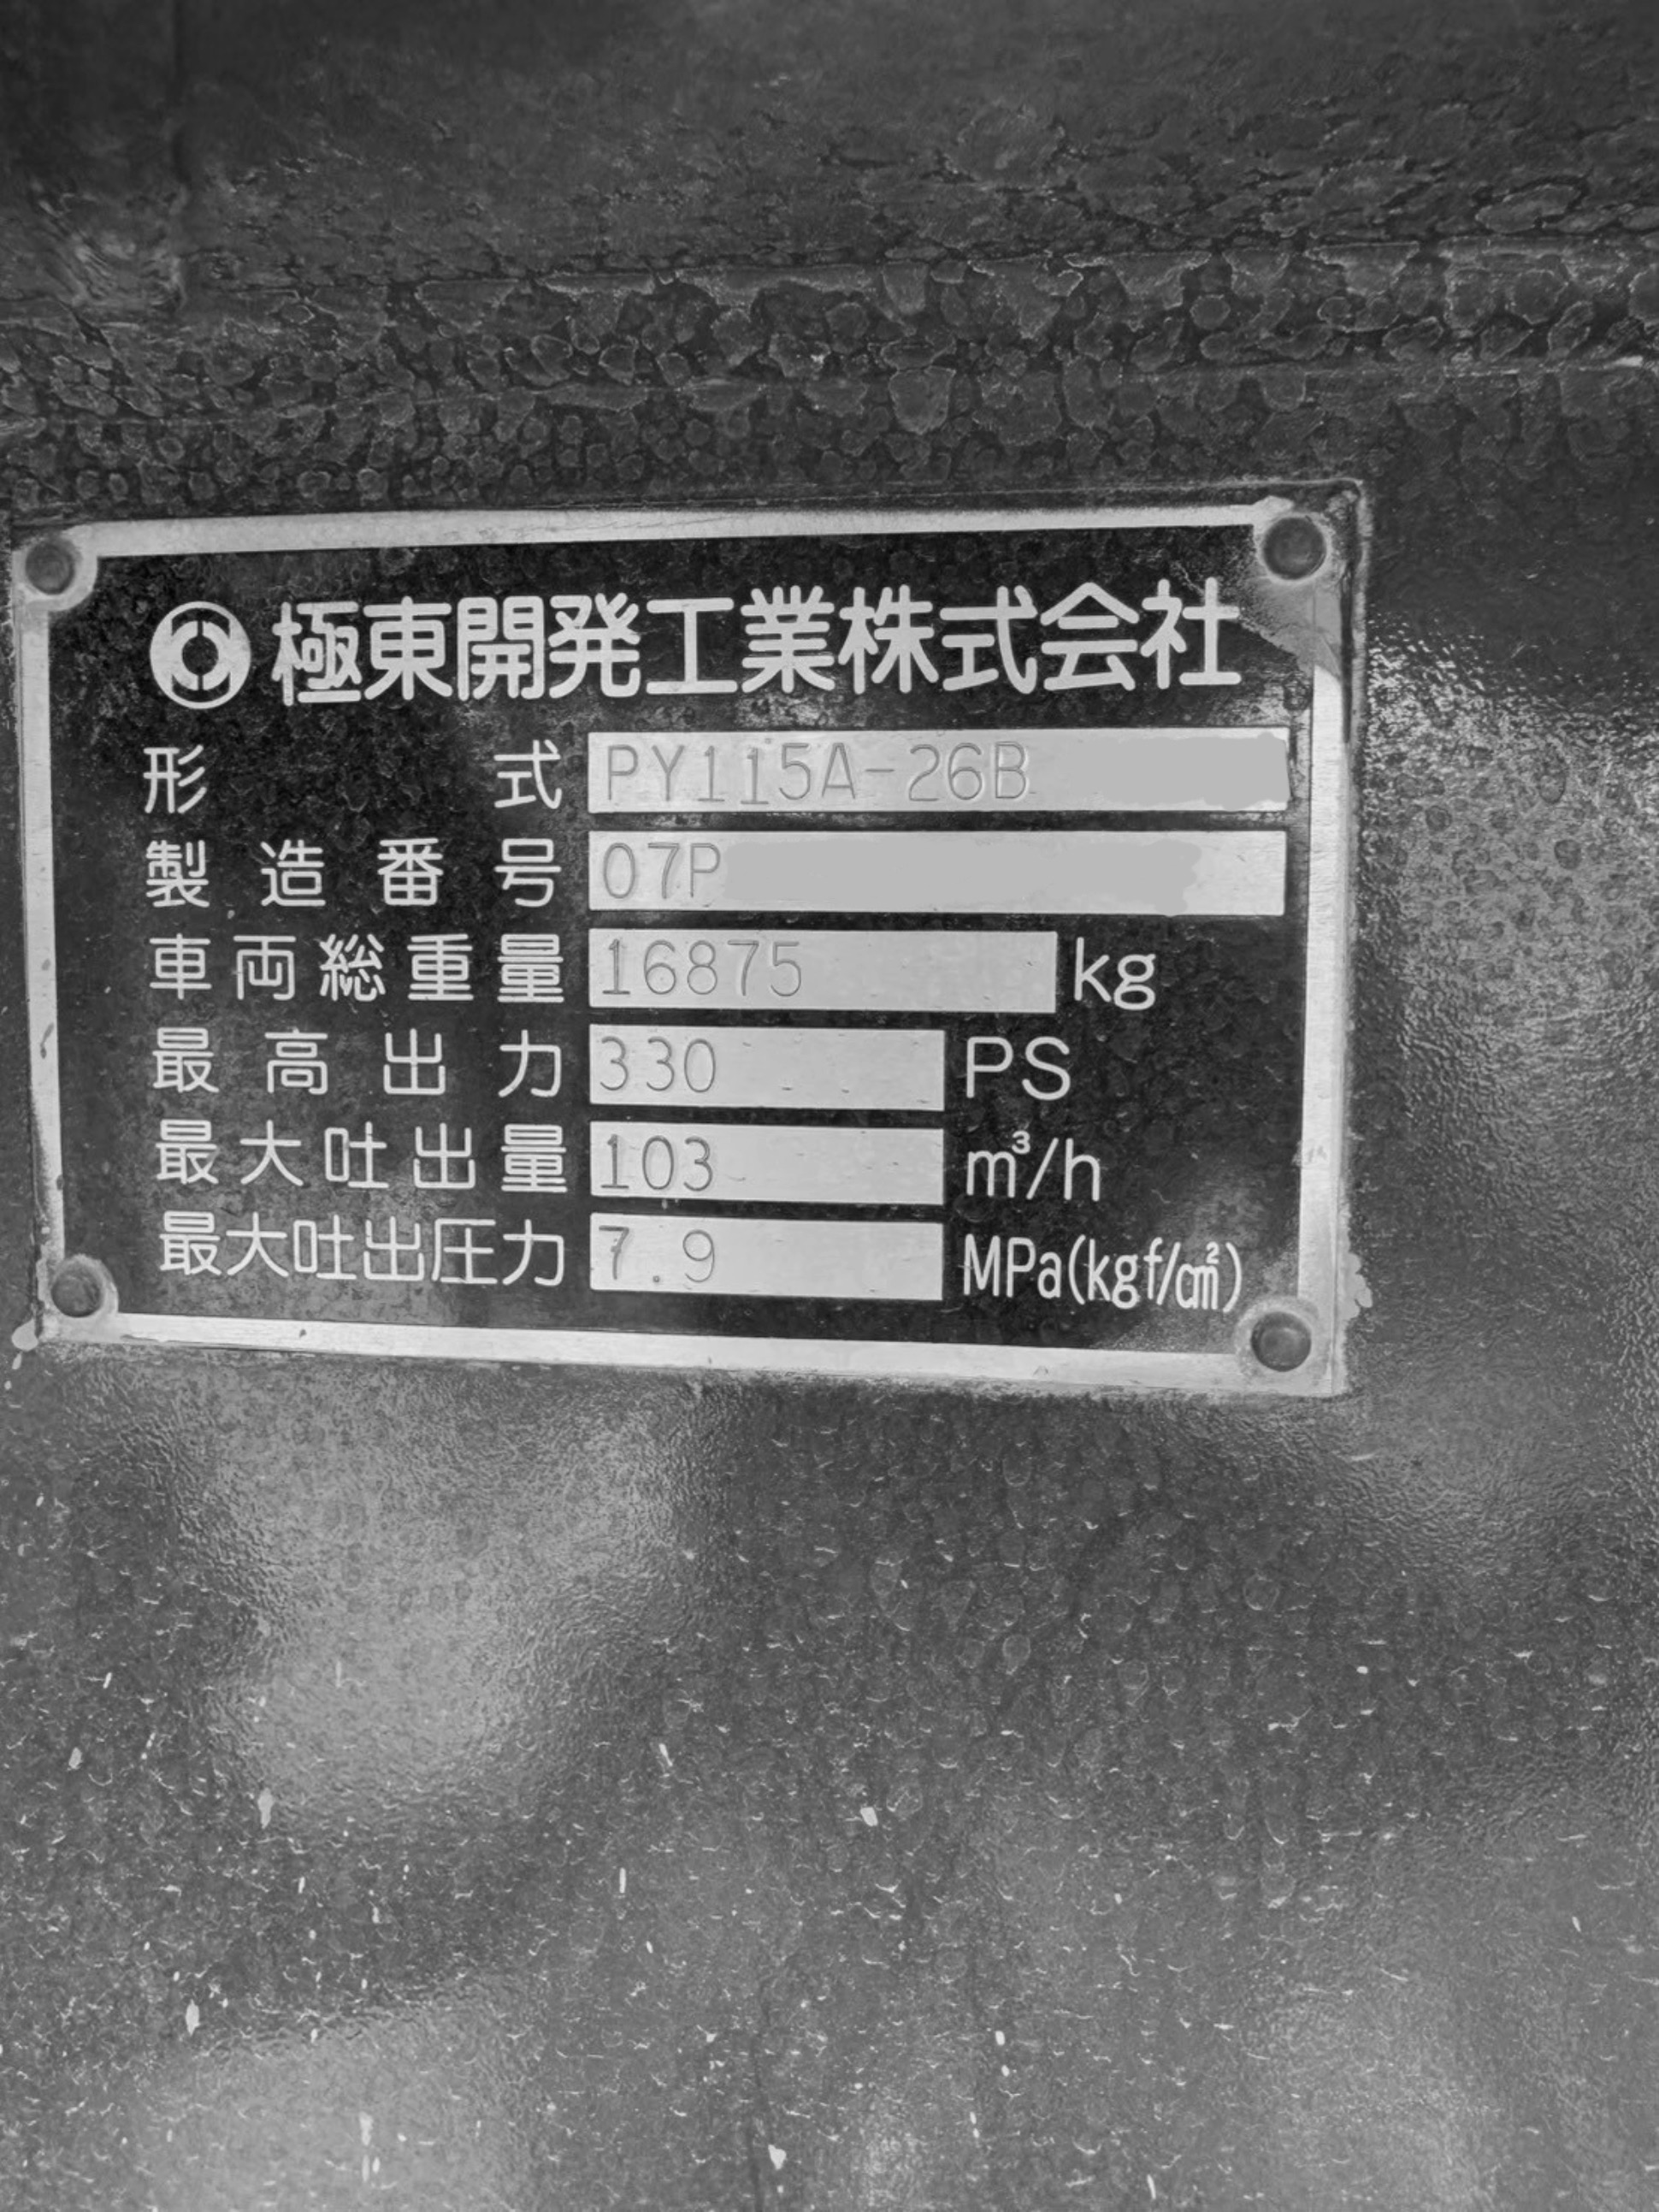 極東開発工業株式会社
形式 PY115A-26B
製造番号 07P
車両総重量 16875 kg
最高出力 330 PS
最大吐出量 103 m³/h
最大吐出圧力 7.9 MPa(kgf/c㎡)